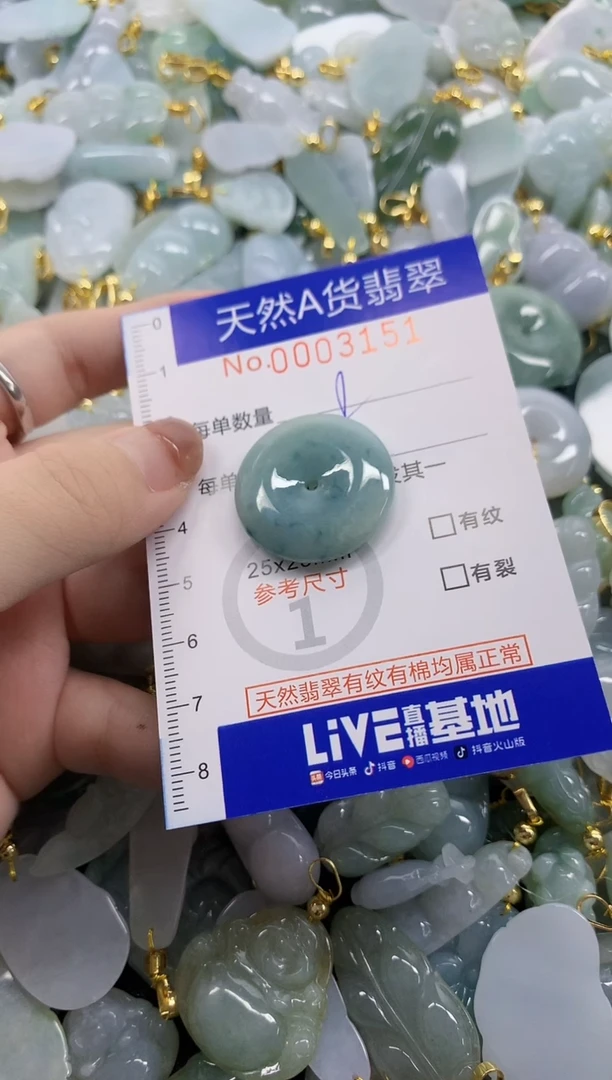 天然A货翡翠
No.0003151
0
1
每单数量
每单
其一
4
有纹
25x2
5
参考尺寸
有裂
1
6
天然翡翠有纹有棉均属正常
7
LiVE直播基地
8
今日头条 抖音 西瓜视频 抖音火山版